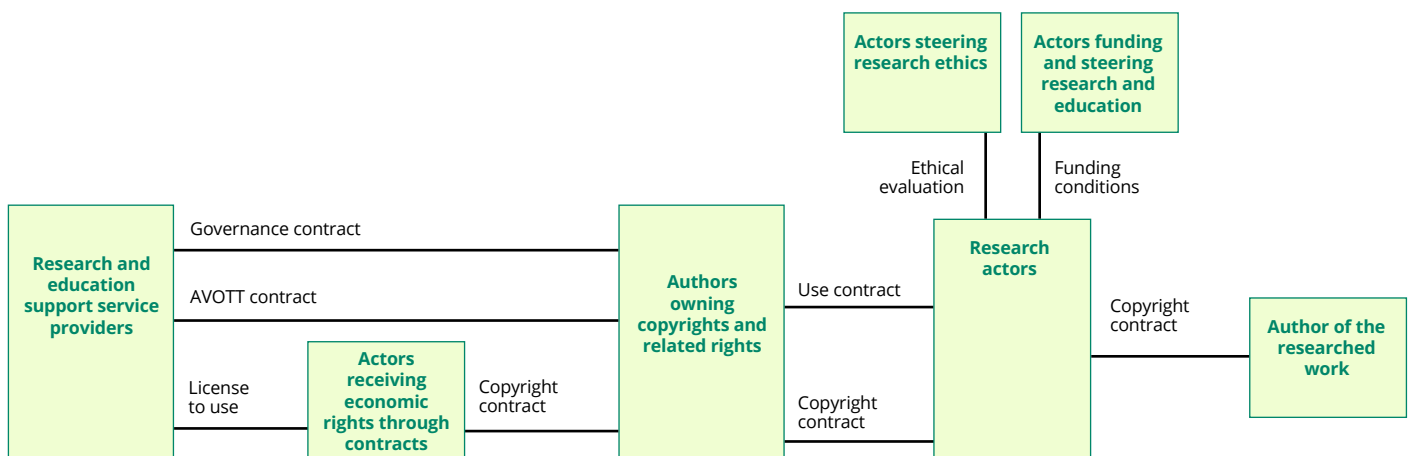 Actors steering
research ethics
Actors funding
and steering
research and
education
Ethical
evaluation
Funding
conditions
Research and
education
support service
providers
Governance contract
AVOTT contract
License
to use
Actors
receiving
economic
rights through
contracts
Copyright
contract
Authors
owning
copyrights and
related rights
Use contract
Copyright
contract
Research
actors
Copyright
contract
Author of the
researched
work